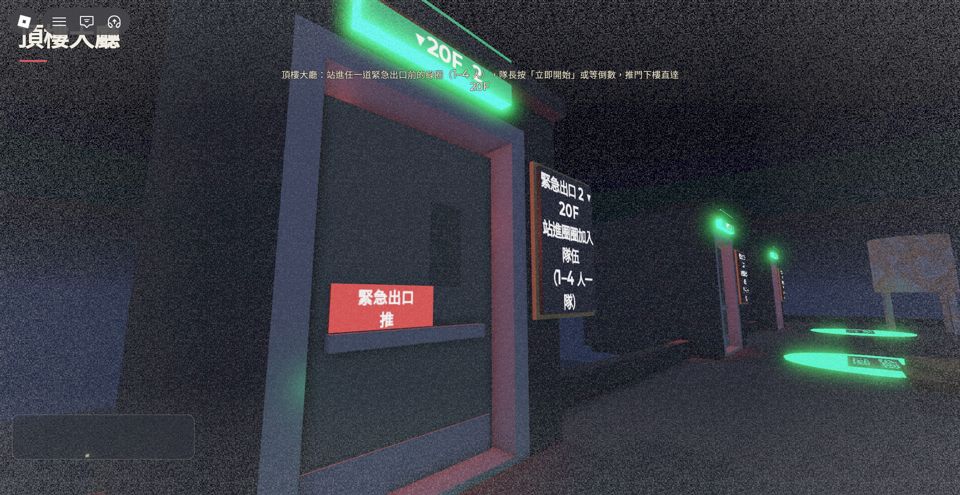 頂樓大廳
▼20F 2
頂樓大廳：站進任一道緊急出口前的圈圈（1–4 人），隊長按「立即開始」或等倒數，推門下樓直達
20F
緊急出口 2 ▼
20F
站進圈圈加入
隊伍
（1–4 人一
隊）
緊急出口
推